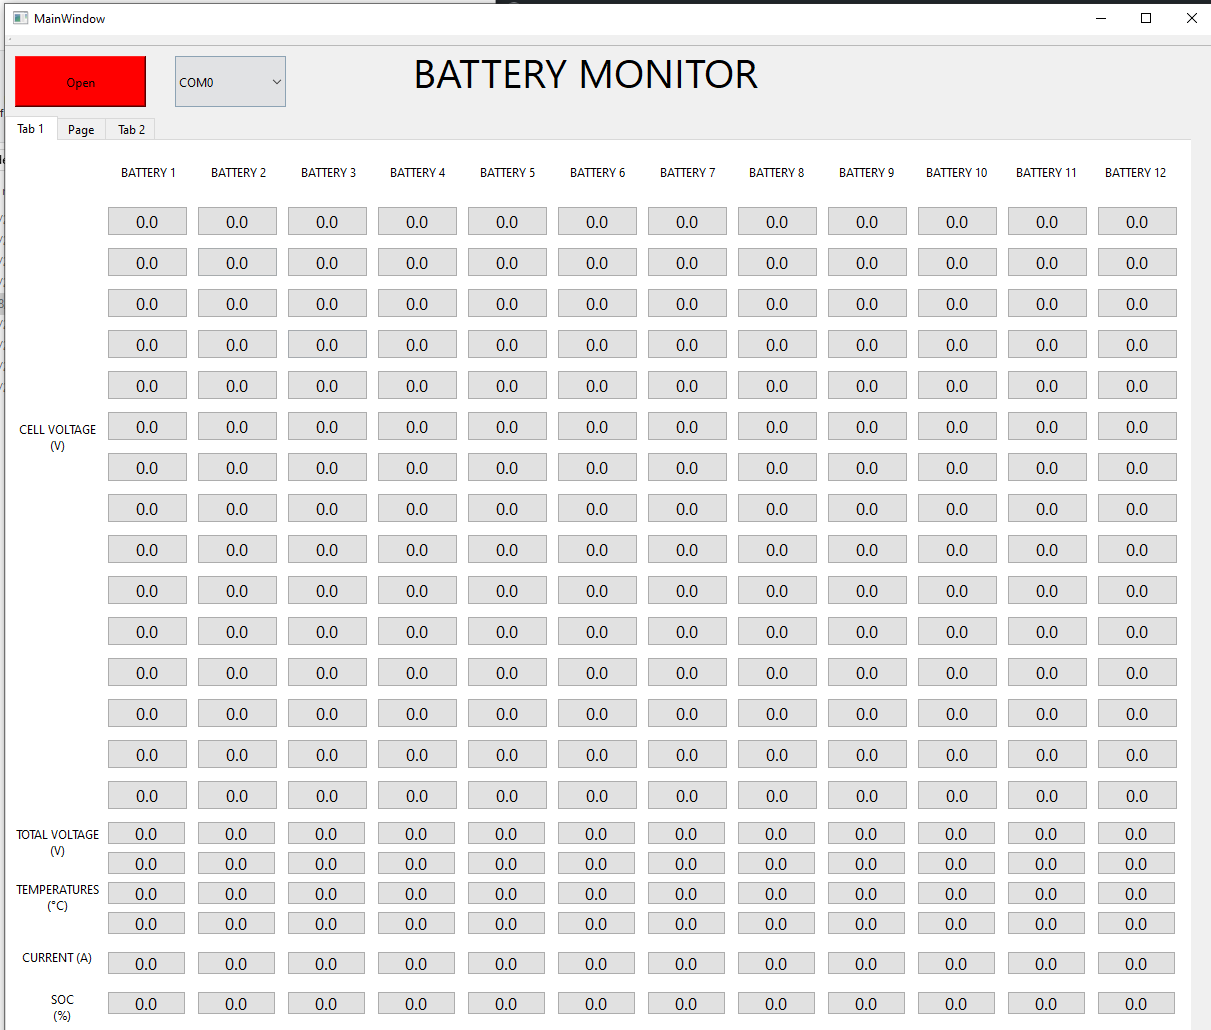 MainWindow
Open COM0 BATTERY MONITOR
Tab 1 Page Tab 2
BATTERY 1 BATTERY 2 BATTERY 3 BATTERY 4 BATTERY 5 BATTERY 6 BATTERY 7 BATTERY 8 BATTERY 9 BATTERY 10 BATTERY 11 BATTERY 12
0.0 0.0 0.0 0.0 0.0 0.0 0.0 0.0 0.0 0.0 0.0 0.0
0.0 0.0 0.0 0.0 0.0 0.0 0.0 0.0 0.0 0.0 0.0 0.0
0.0 0.0 0.0 0.0 0.0 0.0 0.0 0.0 0.0 0.0 0.0 0.0
0.0 0.0 0.0 0.0 0.0 0.0 0.0 0.0 0.0 0.0 0.0 0.0
0.0 0.0 0.0 0.0 0.0 0.0 0.0 0.0 0.0 0.0 0.0 0.0
CELL VOLTAGE 0.0 0.0 0.0 0.0 0.0 0.0 0.0 0.0 0.0 0.0 0.0 0.0
(V)
0.0 0.0 0.0 0.0 0.0 0.0 0.0 0.0 0.0 0.0 0.0 0.0
0.0 0.0 0.0 0.0 0.0 0.0 0.0 0.0 0.0 0.0 0.0 0.0
0.0 0.0 0.0 0.0 0.0 0.0 0.0 0.0 0.0 0.0 0.0 0.0
0.0 0.0 0.0 0.0 0.0 0.0 0.0 0.0 0.0 0.0 0.0 0.0
0.0 0.0 0.0 0.0 0.0 0.0 0.0 0.0 0.0 0.0 0.0 0.0
0.0 0.0 0.0 0.0 0.0 0.0 0.0 0.0 0.0 0.0 0.0 0.0
0.0 0.0 0.0 0.0 0.0 0.0 0.0 0.0 0.0 0.0 0.0 0.0
0.0 0.0 0.0 0.0 0.0 0.0 0.0 0.0 0.0 0.0 0.0 0.0
0.0 0.0 0.0 0.0 0.0 0.0 0.0 0.0 0.0 0.0 0.0 0.0
TOTAL VOLTAGE 0.0 0.0 0.0 0.0 0.0 0.0 0.0 0.0 0.0 0.0 0.0 0.0
(V)
0.0 0.0 0.0 0.0 0.0 0.0 0.0 0.0 0.0 0.0 0.0 0.0
TEMPERATURES 0.0 0.0 0.0 0.0 0.0 0.0 0.0 0.0 0.0 0.0 0.0 0.0
(°C)
0.0 0.0 0.0 0.0 0.0 0.0 0.0 0.0 0.0 0.0 0.0 0.0
CURRENT (A) 0.0 0.0 0.0 0.0 0.0 0.0 0.0 0.0 0.0 0.0 0.0 0.0
SOC 0.0 0.0 0.0 0.0 0.0 0.0 0.0 0.0 0.0 0.0 0.0 0.0
(%)